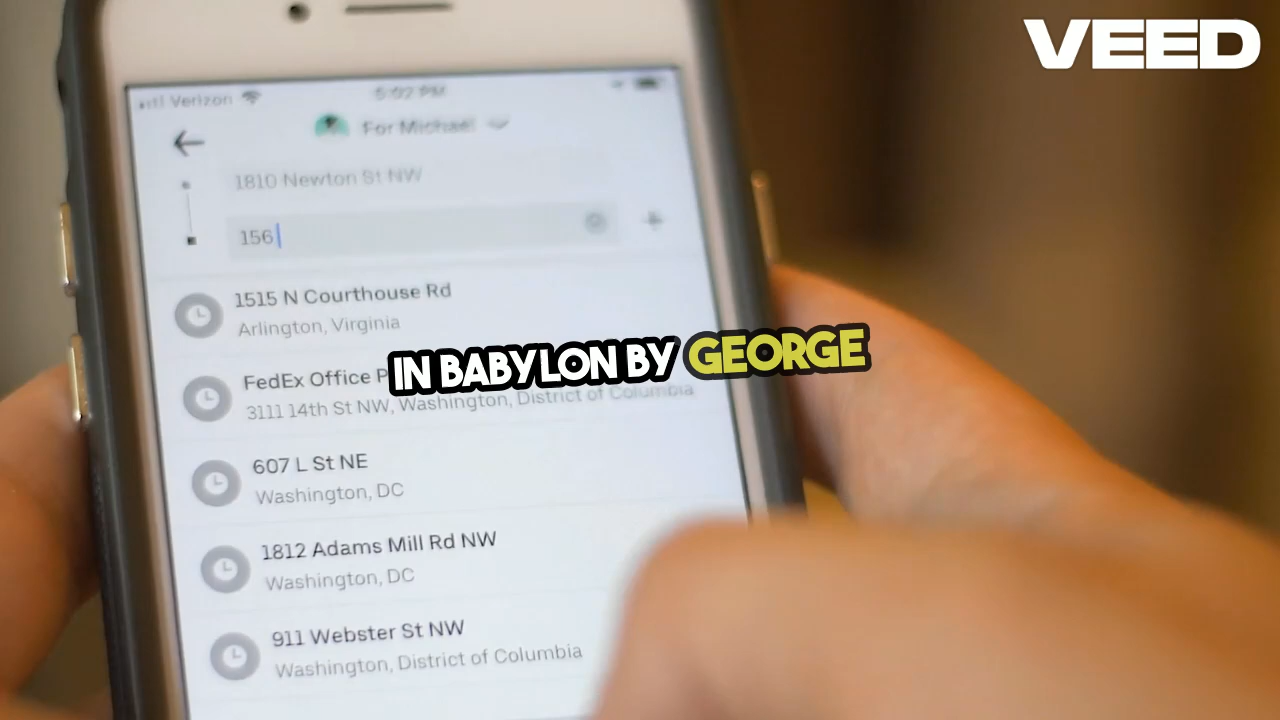 VEED
Verizon
5:02 PM
For Michael
1810 Newton St NW
156
1515 N Courthouse Rd
Arlington, Virginia
FedEx Office P
3111 14th St NW, Washington, District of Columbia
IN BABYLON BY GEORGE
607 L St NE
Washington, DC
1812 Adams Mill Rd NW
Washington, DC
911 Webster St NW
Washington, District of Columbia